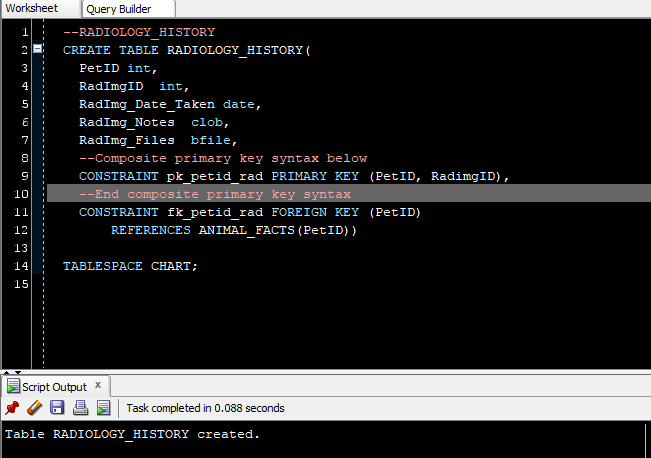 Worksheet Query Builder
1 --RADIOLOGY_HISTORY
2 CREATE TABLE RADIOLOGY_HISTORY(
3 PetID int,
4 RadImgID int,
5 RadImg_Date_Taken date,
6 RadImg_Notes clob,
7 RadImg_Files bfile,
8 --Composite primary key syntax below
9 CONSTRAINT pk_petid_rad PRIMARY KEY (PetID, RadimgID),
10 --End composite primary key syntax
11 CONSTRAINT fk_petid_rad FOREIGN KEY (PetID)
12 REFERENCES ANIMAL_FACTS(PetID))
13
14 TABLESPACE CHART;
15
Script Output x
Task completed in 0.088 seconds
Table RADIOLOGY_HISTORY created.